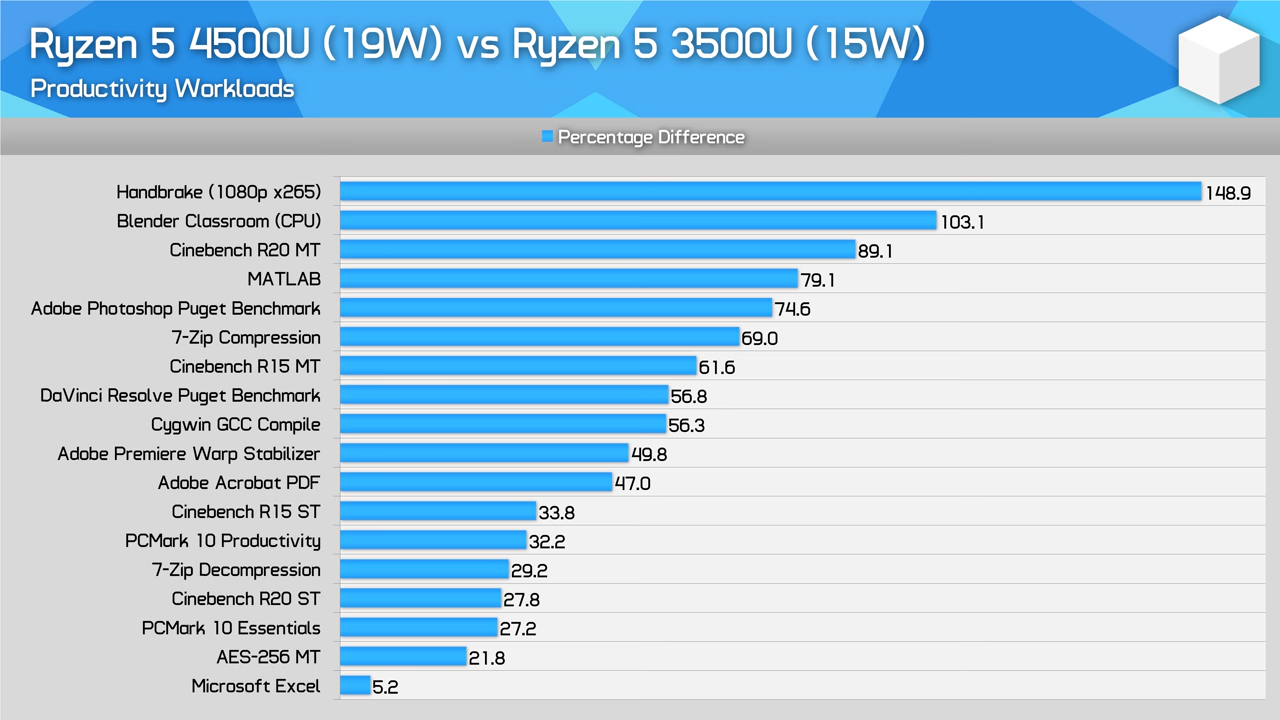 Ryzen 5 4500U (19W) vs Ryzen 5 3500U (15W)
Productivity Workloads
Percentage Difference
Handbrake (1080p x265) 148.9
Blender Classroom (CPU) 103.1
Cinebench R20 MT 89.1
MATLAB 79.1
Adobe Photoshop Puget Benchmark 74.6
7-Zip Compression 69.0
Cinebench R15 MT 61.6
DaVinci Resolve Puget Benchmark 56.8
Cygwin GCC Compile 56.3
Adobe Premiere Warp Stabilizer 49.8
Adobe Acrobat PDF 47.0
Cinebench R15 ST 33.8
PCMark 10 Productivity 32.2
7-Zip Decompression 29.2
Cinebench R20 ST 27.8
PCMark 10 Essentials 27.2
AES-256 MT 21.8
Microsoft Excel 5.2